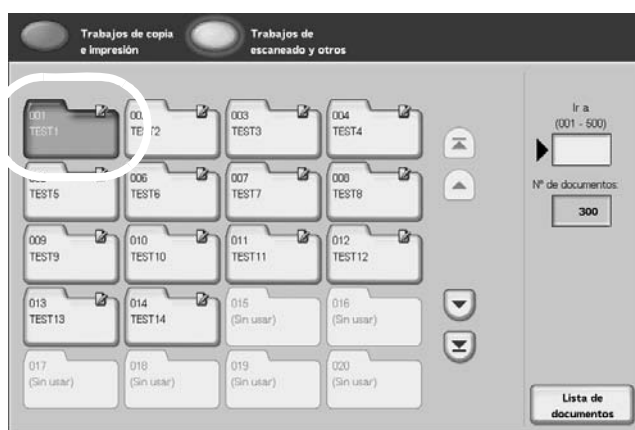 Trabajos de copia
e impresión
Trabajos de
escaneado y otros
001
TEST1
TEST2
003
TEST3
004
TEST4
TEST5
006
TEST6
007
TEST7
008
TEST8
009
TEST9
010
TEST10
011
TEST11
012
TEST12
013
TEST13
014
TEST14
015
(Sin usar)
016
(Sin usar)
017
(Sin usar)
018
(Sin usar)
019
(Sin usar)
020
(Sin usar)
Ir a
(001 - 500)
Nº de documentos:
300
Lista de
documentos